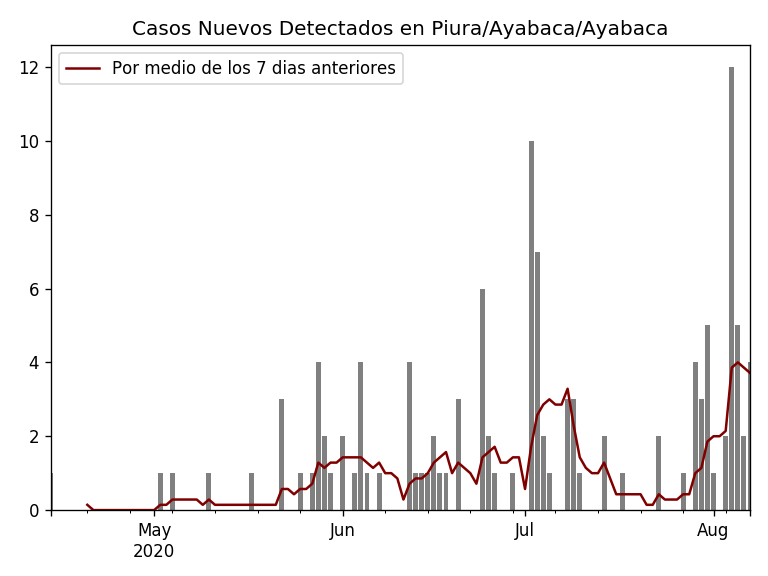 Casos Nuevos Detectados en Piura/Ayabaca/Ayabaca
Por medio de los 7 dias anteriores
12
10
8
6
4
2
0
May
2020
Jun
Jul
Aug